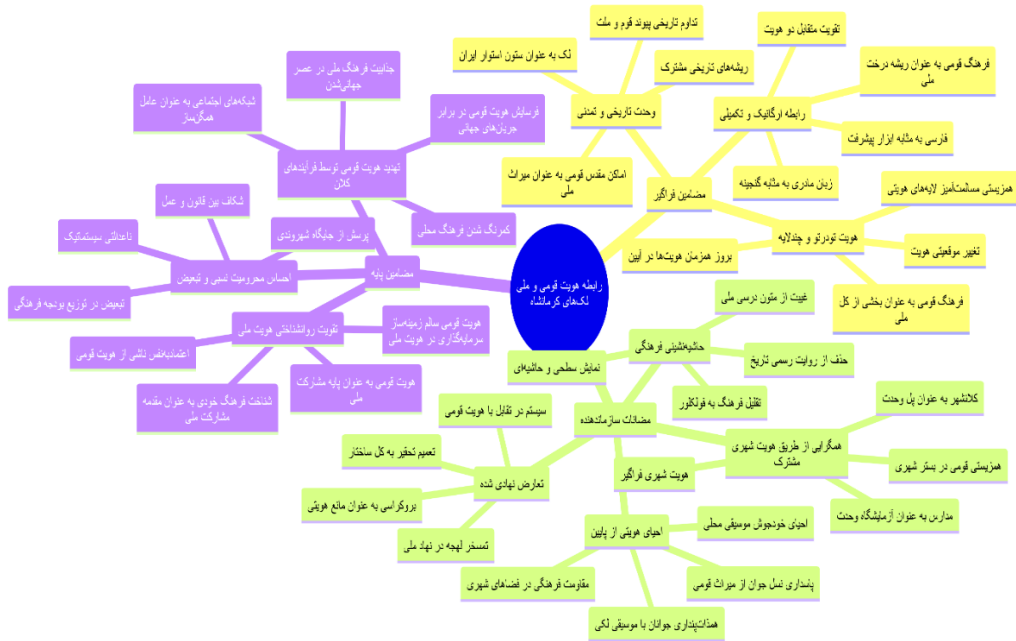 رابطه هویت قومی و ملی
لک‌های کرمانشاه
مضامین فراگیر
وحدت تاریخی و تمدنی
تداوم تاریخی پیوند قوم و ملت
لک به عنوان ستون استوار ایران
ریشه‌های تاریخی مشترک
اماکن مقدس قومی به عنوان میراث
ملی
رابطه ارگانیک و تکمیلی
تقویت متقابل دو هویت
فرهنگ قومی به عنوان ریشه درخت
ملی
فارسی به مثابه ابزار پیشرفت
زبان مادری به مثابه گنجینه
هویت تودرتو و چندلایه
همزیستی مسالمت‌آمیز لایه‌های هویتی
تغییر موقعیتی هویت
فرهنگ قومی به عنوان بخشی از کل
ملی
بروز همزمان هویت‌ها در آیین
مضانات سازماندهنده
حاشیه‌نشینی فرهنگی
غیبت از متون درسی ملی
حذف از روایت رسمی تاریخ
تقلیل فرهنگ به فولکلور
نمایش سطحی و حاشیه‌ای
همگرایی از طریق هویت شهری
مشترک
کلانشهر به عنوان پل وحدت
همزیستی قومی در بستر شهری
مدارس به عنوان آزمایشگاه وحدت
هویت شهری فراگیر
احیای هویتی از پایین
احیای خودجوش موسیقی محلی
پاسداری نسل جوان از میراث قومی
همذات‌پنداری جوانان با موسیقی لکی
مقاومت فرهنگی در فضاهای شهری
تعارض نهادی شده
سیستم در تقابل با هویت قومی
تعمیم تحقیر به کل ساختار
بروکراسی به عنوان مانع هویتی
تمسخر لهجه در نهاد ملی
مضامین پایه
تهدید هویت قومی توسط فرآیندهای
کلان
جذابیت فرهنگ ملی در عصر
جهانی‌شدن
شبکه‌های اجتماعی به عنوان عامل
همگن‌ساز
فرسایش هویت قومی در برابر
جریان‌های جهانی
کمرنگ شدن فرهنگ محلی
احساس محرومیت نسبی و تبعیض
شکاف بین قانون و عمل
ناعدالتی سیستماتیک
پرسش از جایگاه شهروندی
تبعیض در توزیع بودجه فرهنگی
تقویت روانشناختی هویت ملی
هویت قومی سالم زمینه‌ساز
سرمایه‌گذاری در هویت ملی
اعتمادبه‌نفس ناشی از هویت قومی
هویت قومی به عنوان پایه مشارکت
ملی
شناخت فرهنگ خودی به عنوان مقدمه
مشارکت ملی